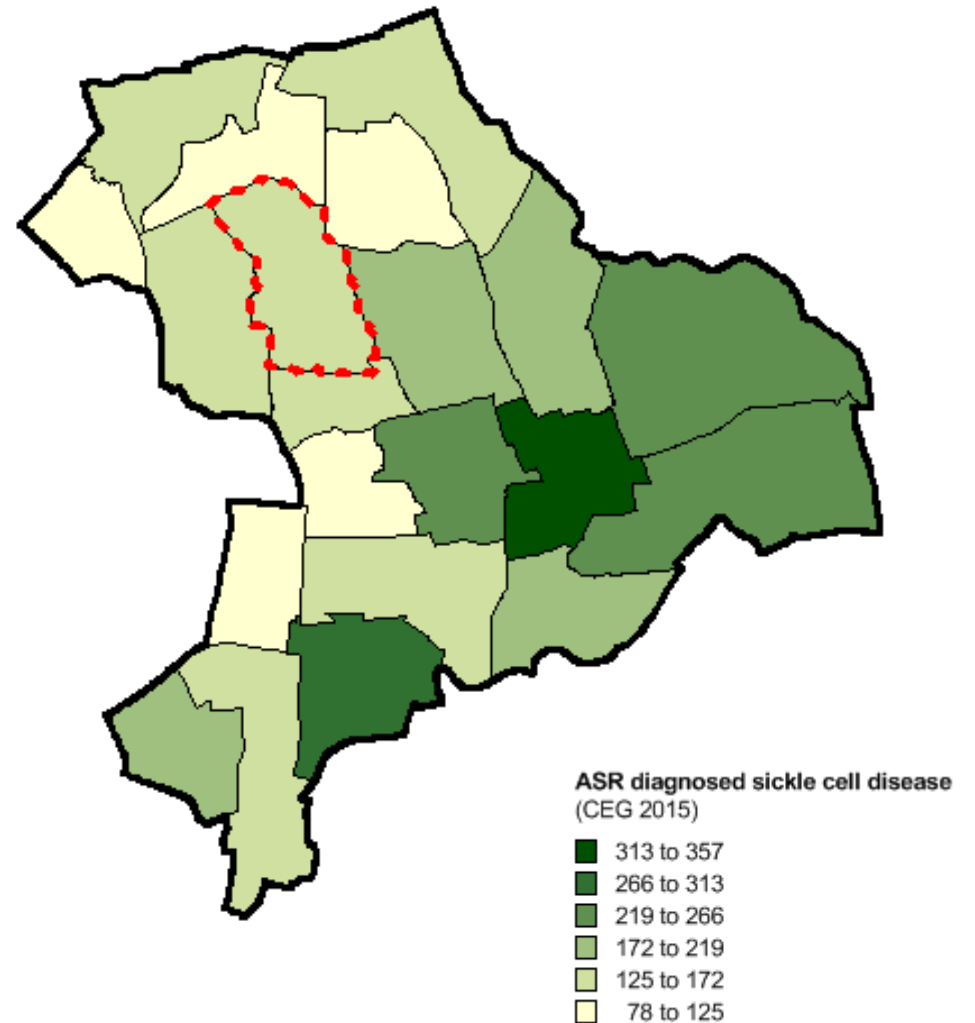 ASR diagnosed sickle cell disease
(CEG 2015)
313 to 357
266 to 313
219 to 266
172 to 219
125 to 172
78 to 125